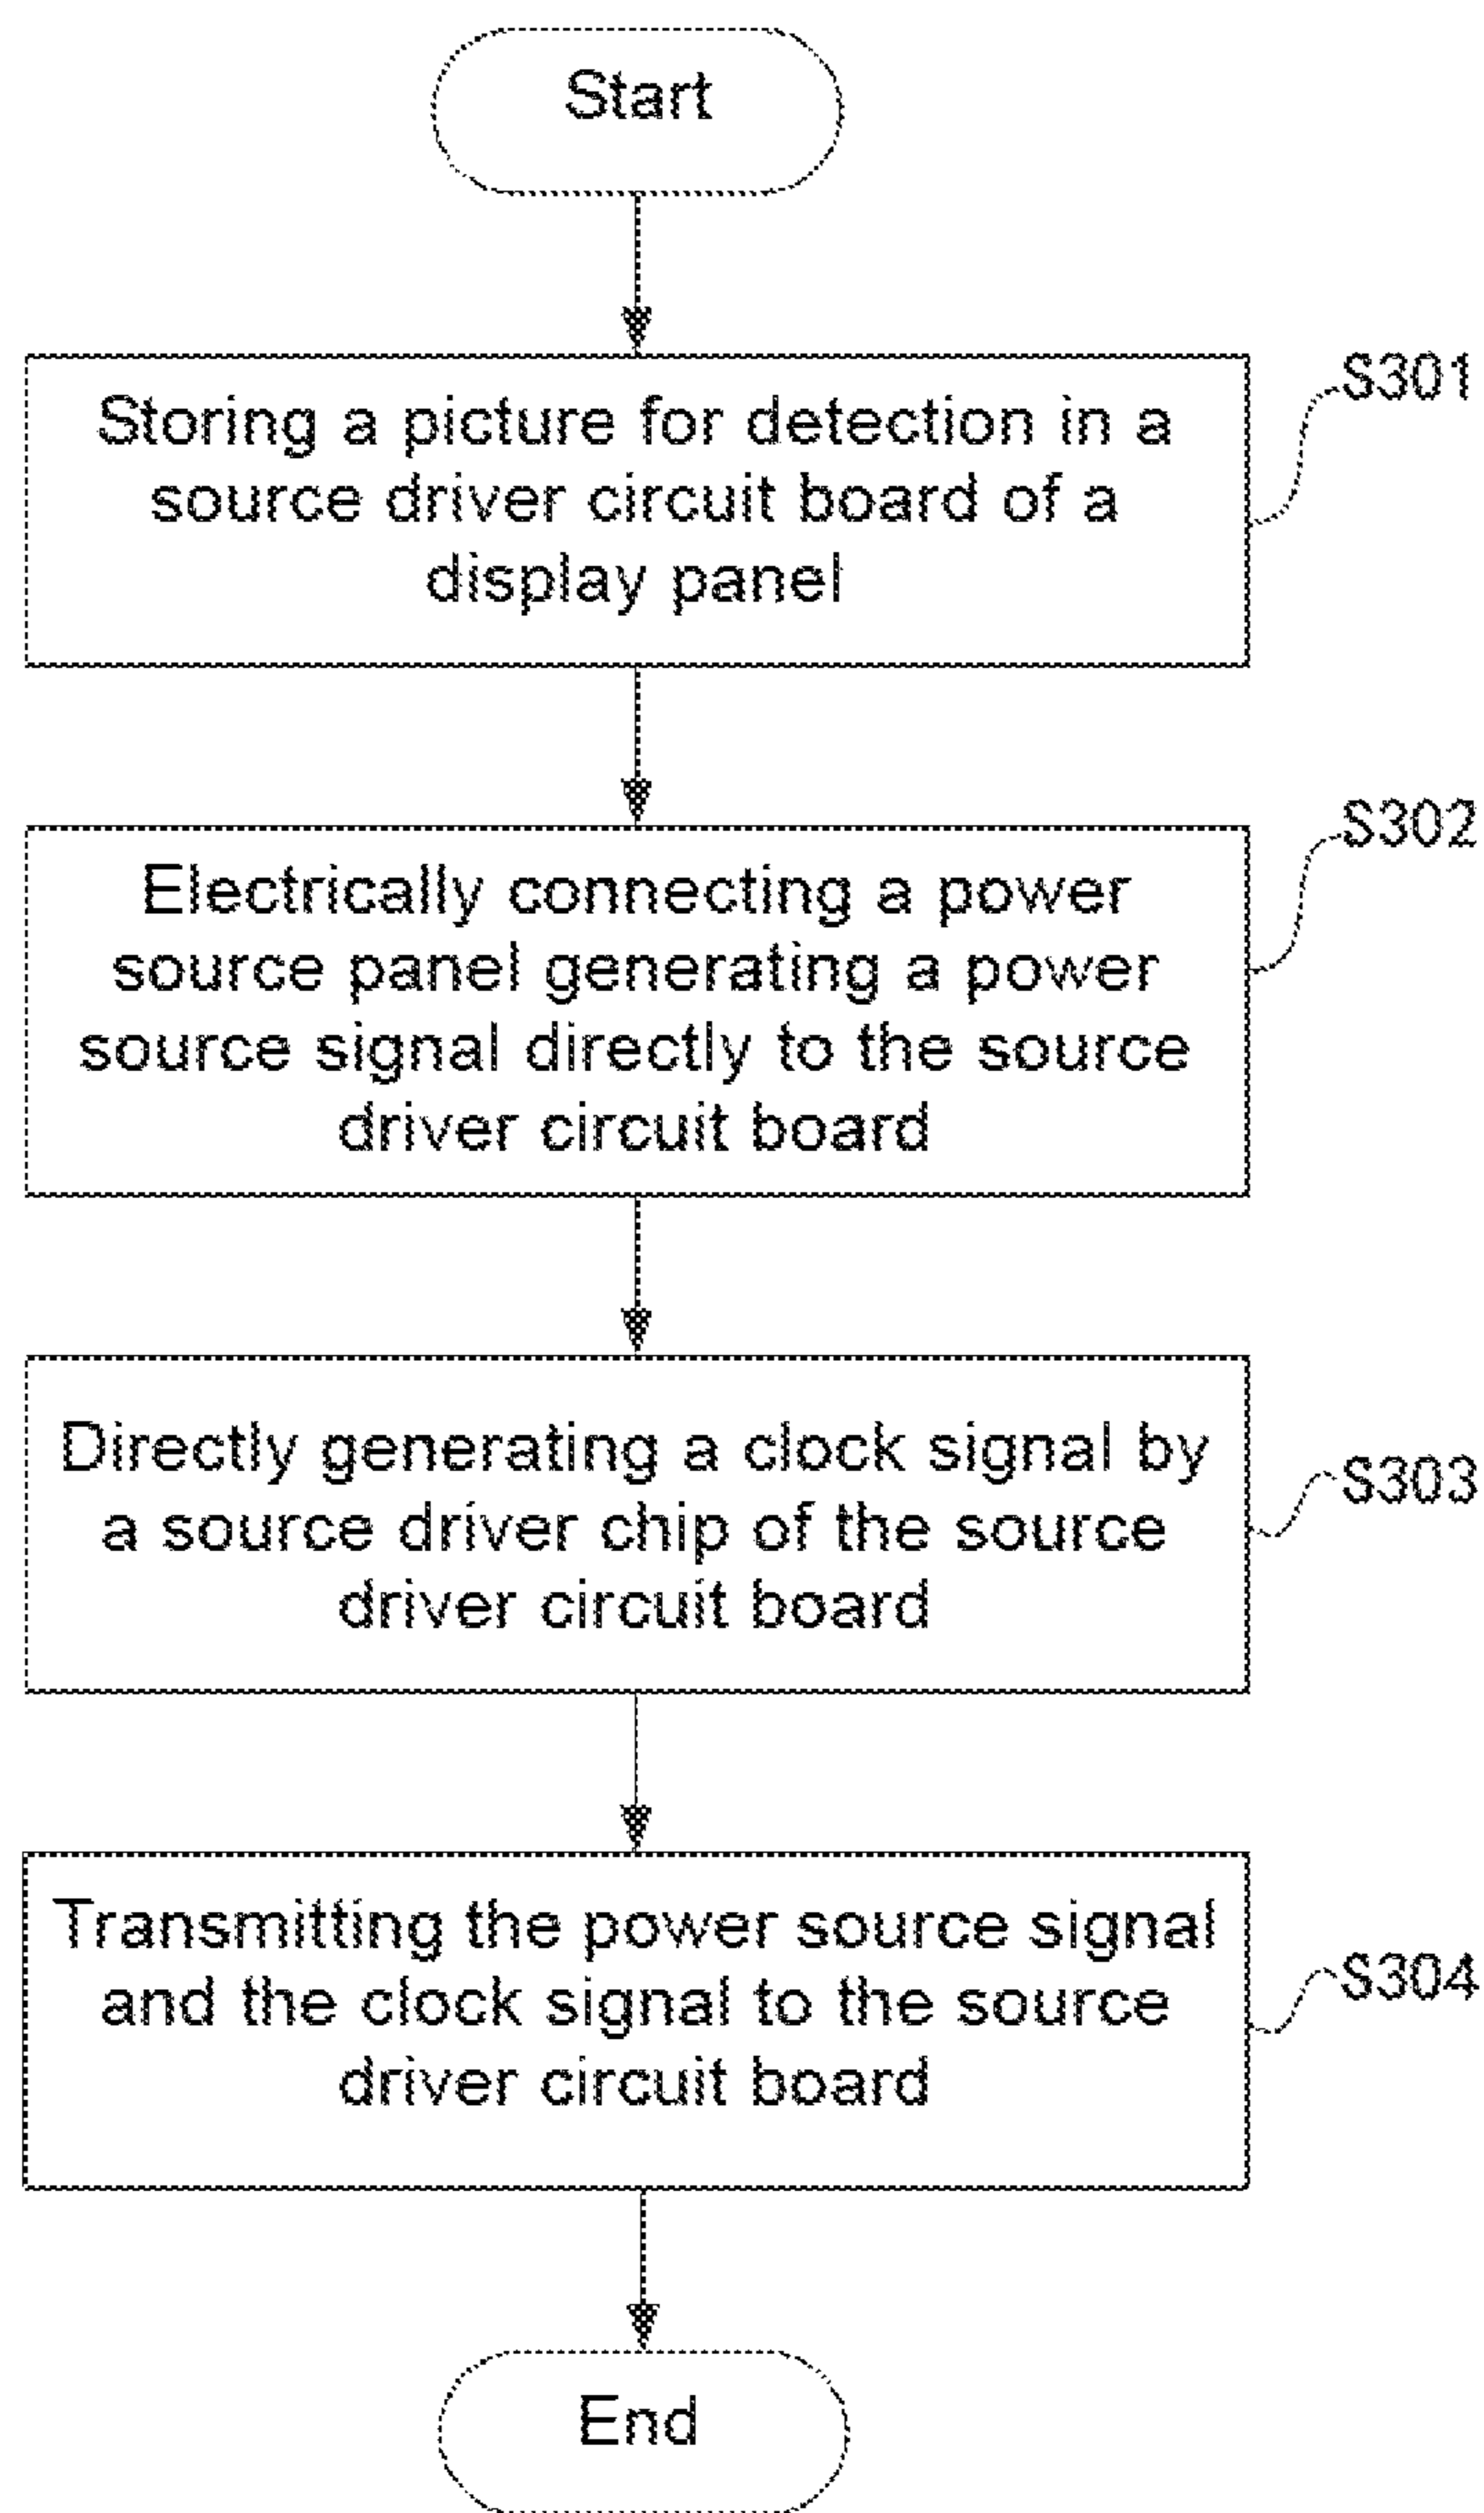 Start
Storing a picture for detection in a
source driver circuit board of a
display panel
S301
Electrically connecting a power
source panel generating a power
source signal directly to the source
driver circuit board
S302
Directly generating a clock signal by
a source driver chip of the source
driver circuit board
S303
Transmitting the power source signal
and the clock signal to the source
driver circuit board
S304
End